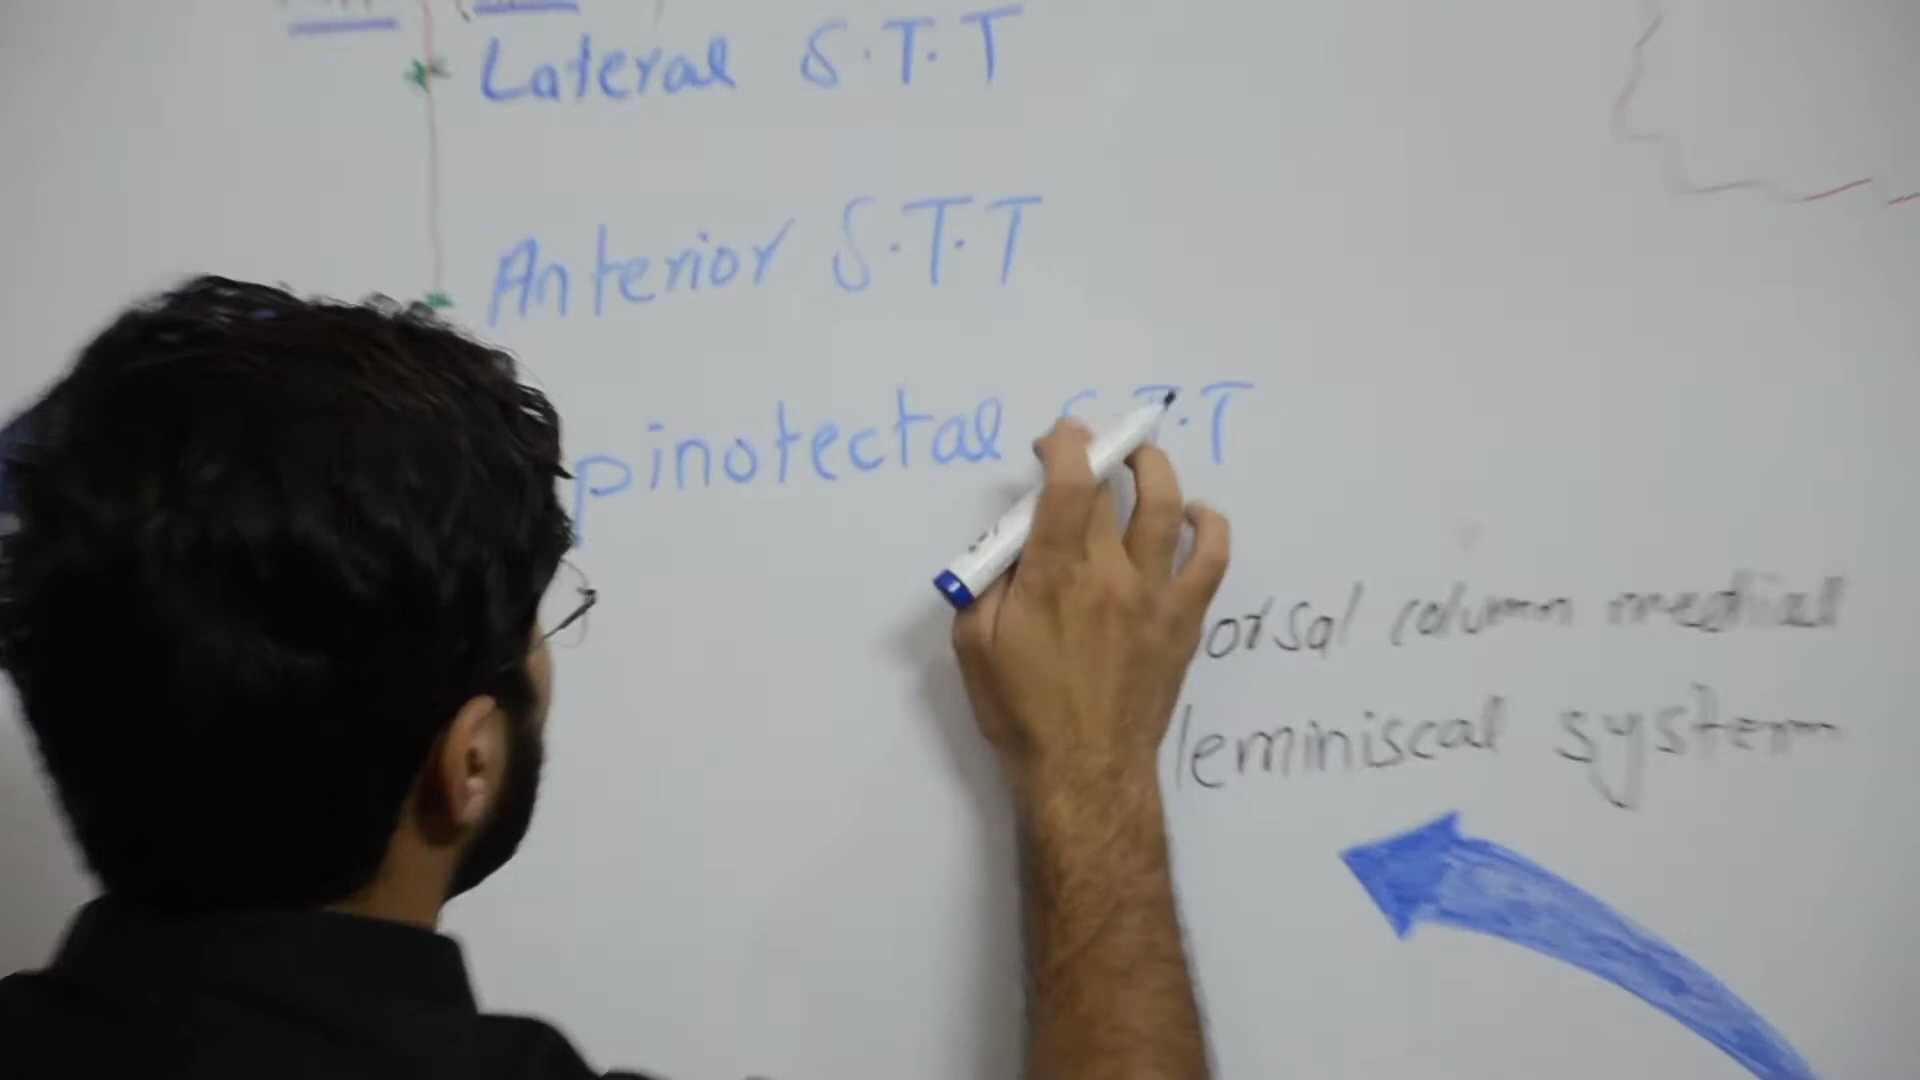 Lateral S.T.T
Anterior S.T.T
pinotectal S.T.T
orsal column medial
leminiscal system